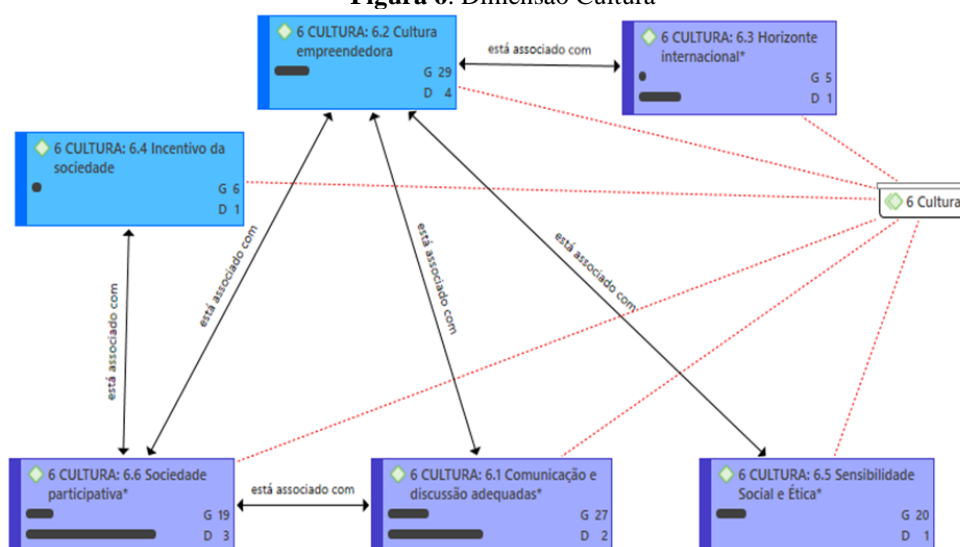 Figura 6: Dimensão Cultura
6 CULTURA: 6.2 Cultura
empreendedora
G 29
D 4
está associado com
6 CULTURA: 6.3 Horizonte
internacional*
G 5
D 1
6 CULTURA: 6.4 Incentivo da
sociedade
G 6
D 1
6 Cultura
está associado com
está associado com
está associado com
está associado com
6 CULTURA: 6.6 Sociedade
participativa*
G 19
D 3
está associado com
6 CULTURA: 6.1 Comunicação e
discussão adequadas*
G 27
D 2
6 CULTURA: 6.5 Sensibilidade
Social e Ética*
G 20
D 1